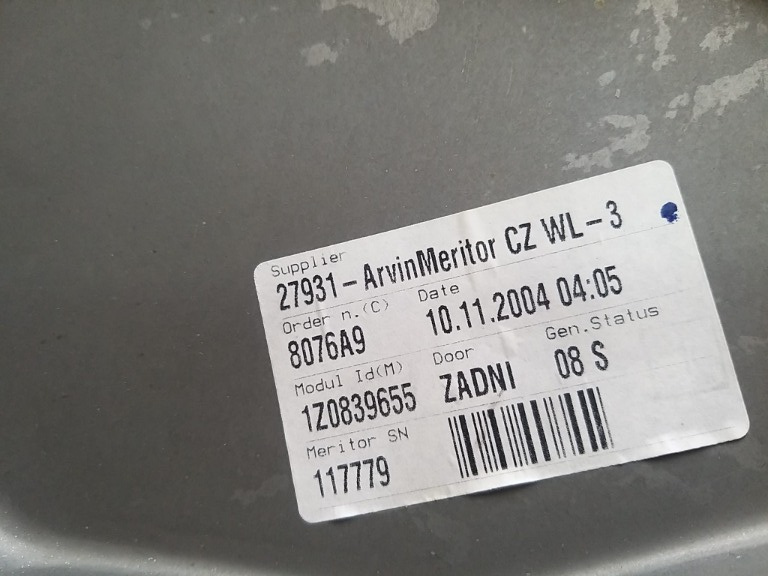 Supplier
27931-ArvinMeritor CZ WL-3
Order n.(C) Date
8076A9 10.11.2004 04:05
Modul Id(M) Door Gen.Status
1Z0839655 ZADNI 08 S
Meritor SN
117779